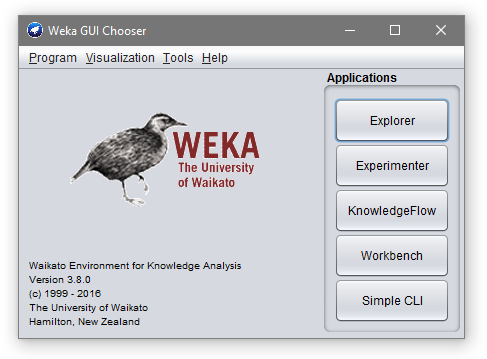 Weka GUI Chooser
Program Visualization Tools Help
Applications
Explorer
Experimenter
KnowledgeFlow
Workbench
Simple CLI
WEKA
The University
of Waikato
Waikato Environment for Knowledge Analysis
Version 3.8.0
(c) 1999 - 2016
The University of Waikato
Hamilton, New Zealand